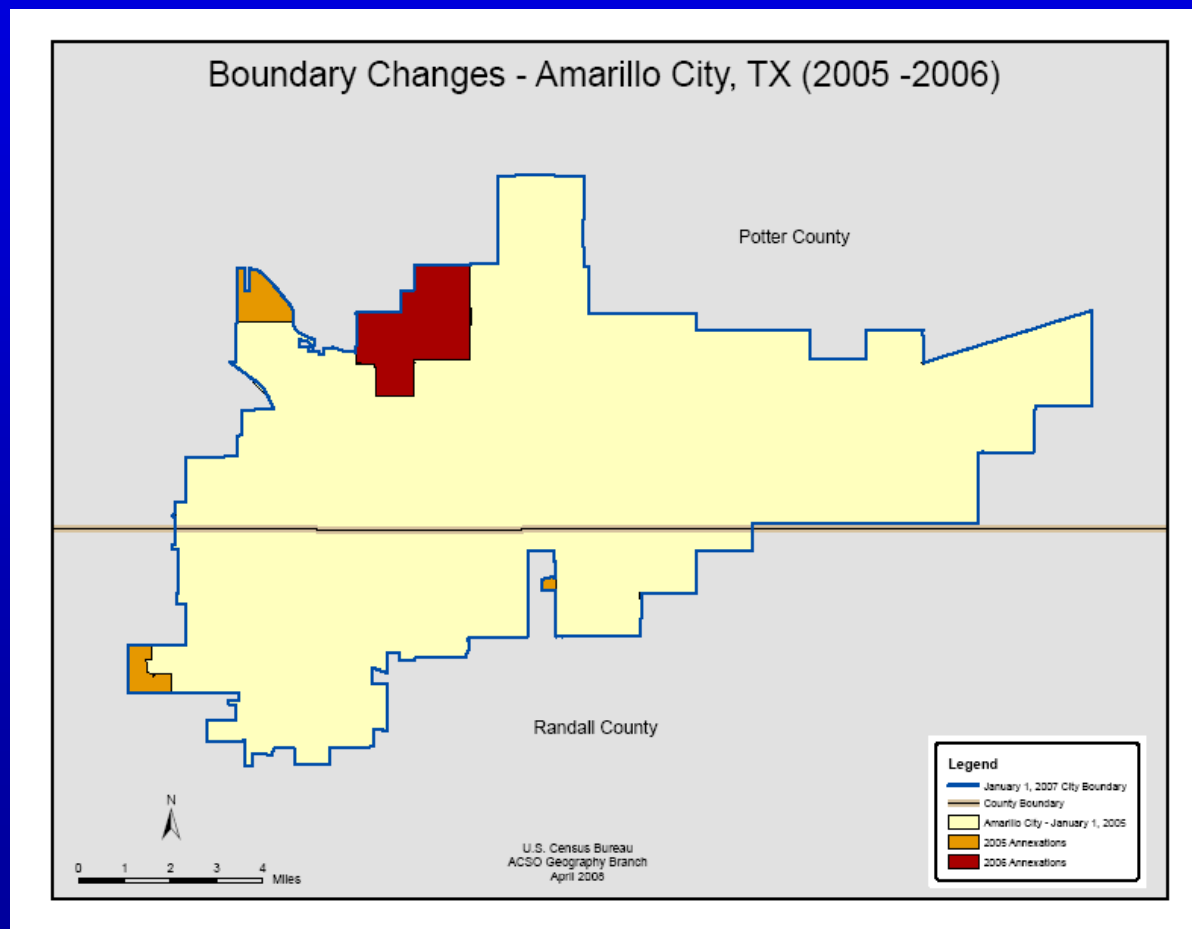 Boundary Changes - Amarillo City, TX (2005 -2006)
Potter County
Randall County
Legend
January 1, 2007 City Boundary
County Boundary
Amarillo City - January 1, 2005
2005 Annexations
2006 Annexations
N
0 1 2 3 4
Miles
U.S. Census Bureau
ACSO Geography Branch
April 2008